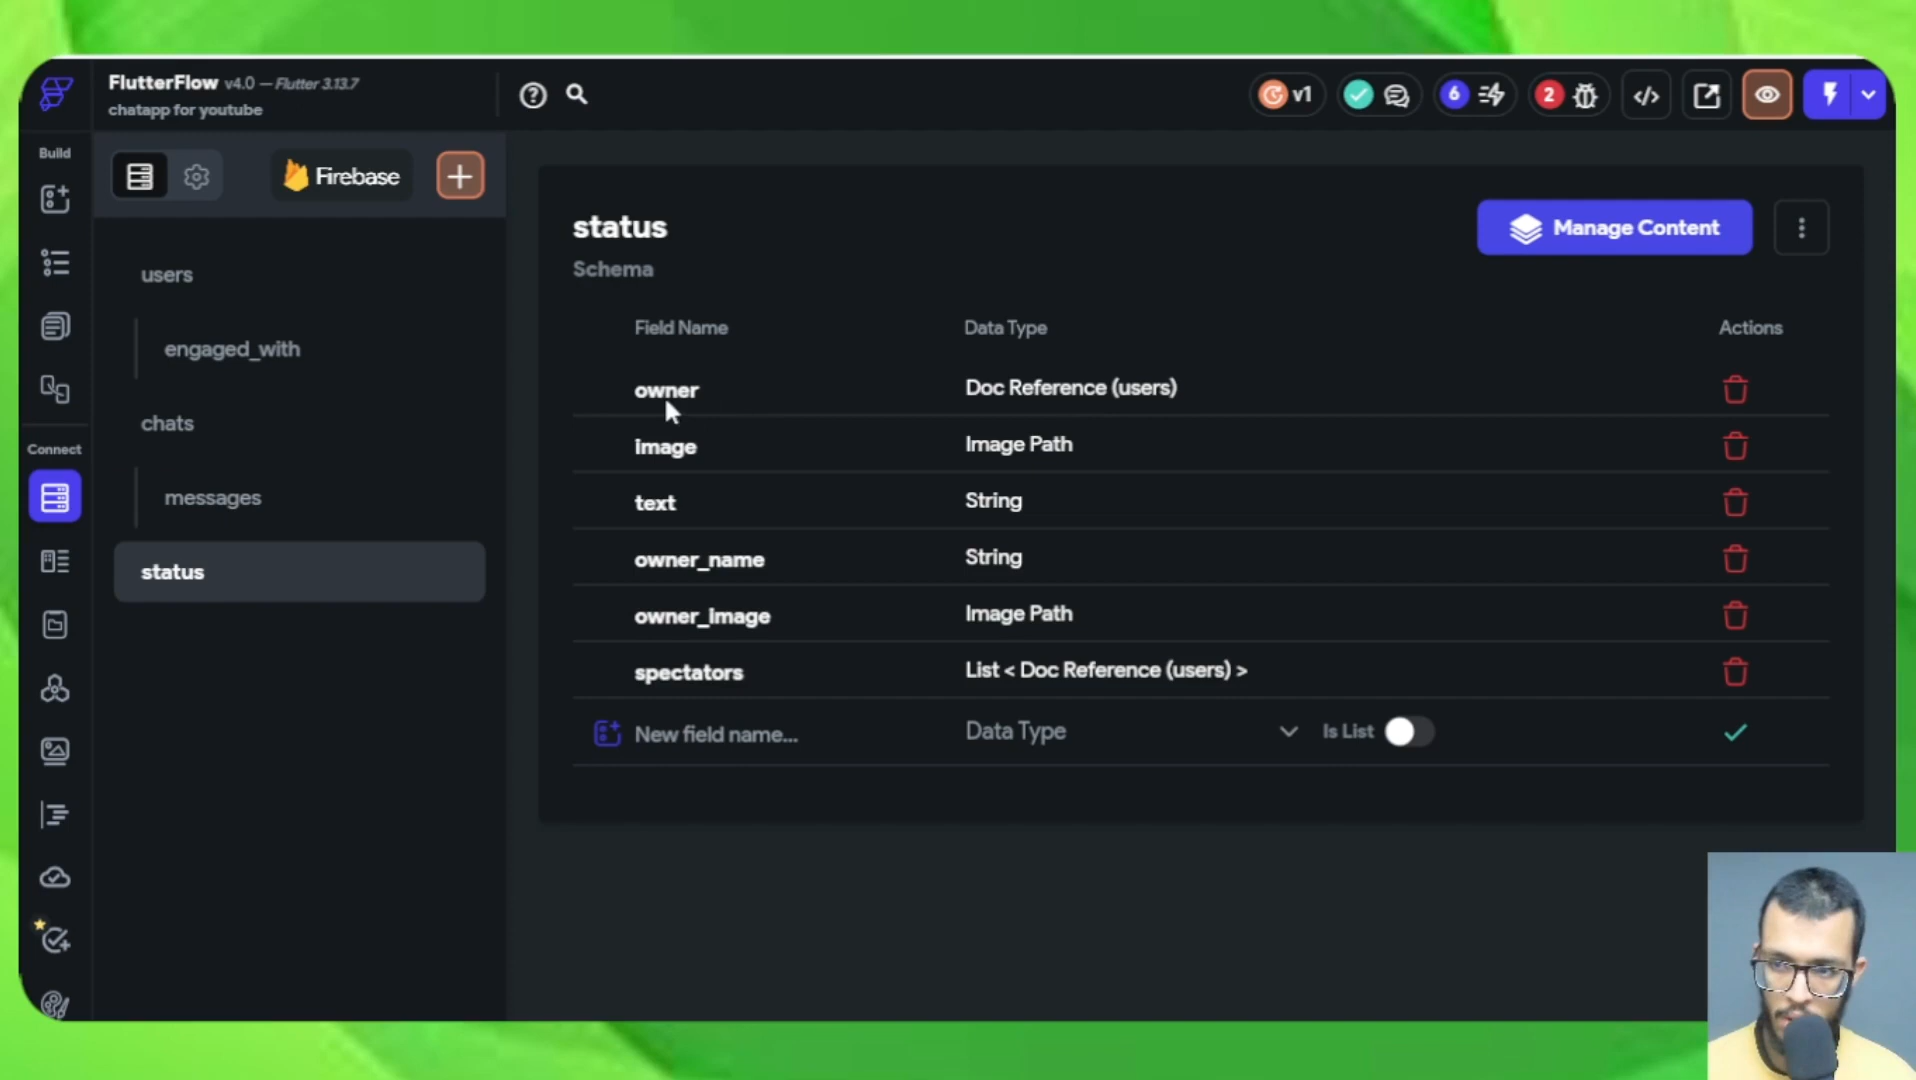 FlutterFlow v4.0 — Flutter 3.13.7
chatapp for youtube
v1
6
2
Build
Firebase
users
engaged_with
chats
Connect
messages
status
status
Manage Content
Schema
Field Name Data Type Actions
owner Doc Reference (users)
image Image Path
text String
owner_name String
owner_image Image Path
spectators List < Doc Reference (users) >
New field name... Data Type Is List